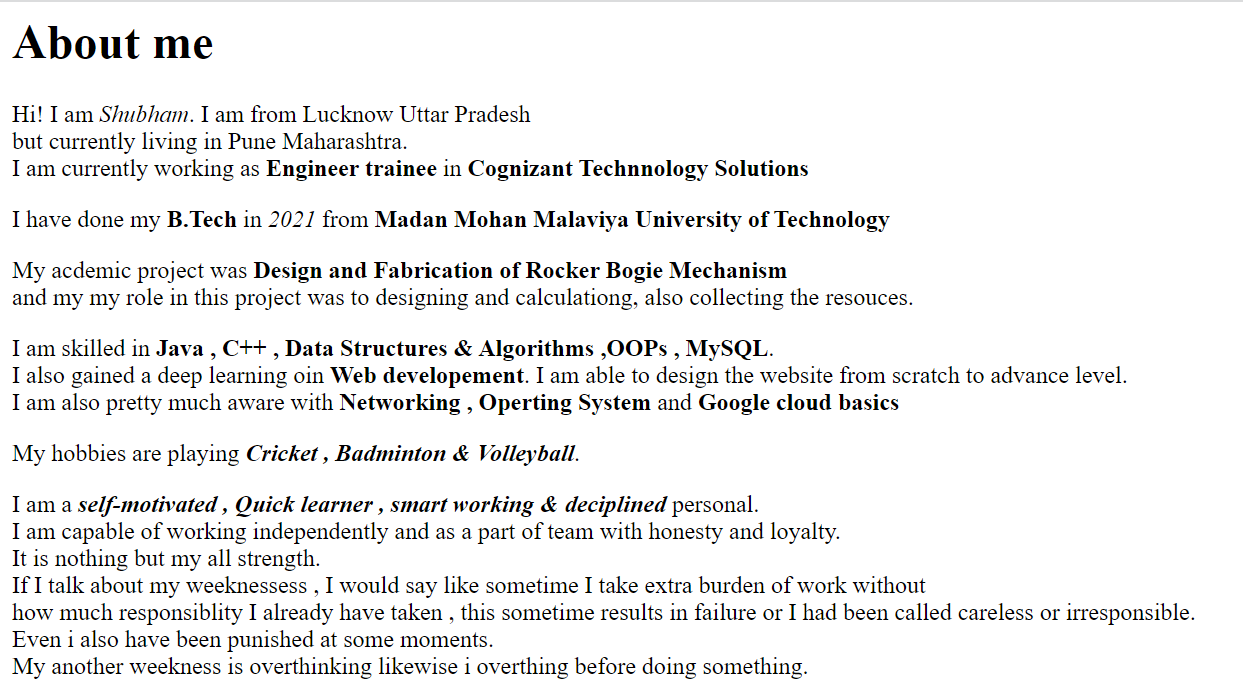 About me
Hi! I am Shubham. I am from Lucknow Uttar Pradesh
but currently living in Pune Maharashtra.
I am currently working as Engineer trainee in Cognizant Technnology Solutions
I have done my B.Tech in 2021 from Madan Mohan Malaviya University of Technology
My acdemic project was Design and Fabrication of Rocker Bogie Mechanism
and my my role in this project was to designing and calculationg, also collecting the resouces.
I am skilled in Java , C++ , Data Structures & Algorithms ,OOPs , MySQL.
I also gained a deep learning oin Web developement. I am able to design the website from scratch to advance level.
I am also pretty much aware with Networking , Operting System and Google cloud basics
My hobbies are playing Cricket , Badminton & Volleyball.
I am a self-motivated , Quick learner , smart working & deciplined personal.
I am capable of working independently and as a part of team with honesty and loyalty.
It is nothing but my all strength.
If I talk about my weeknessess , I would say like sometime I take extra burden of work without
how much responsiblity I already have taken , this sometime results in failure or I had been called careless or irresponsible.
Even i also have been punished at some moments.
My another weekness is overthinking likewise i overthing before doing something.